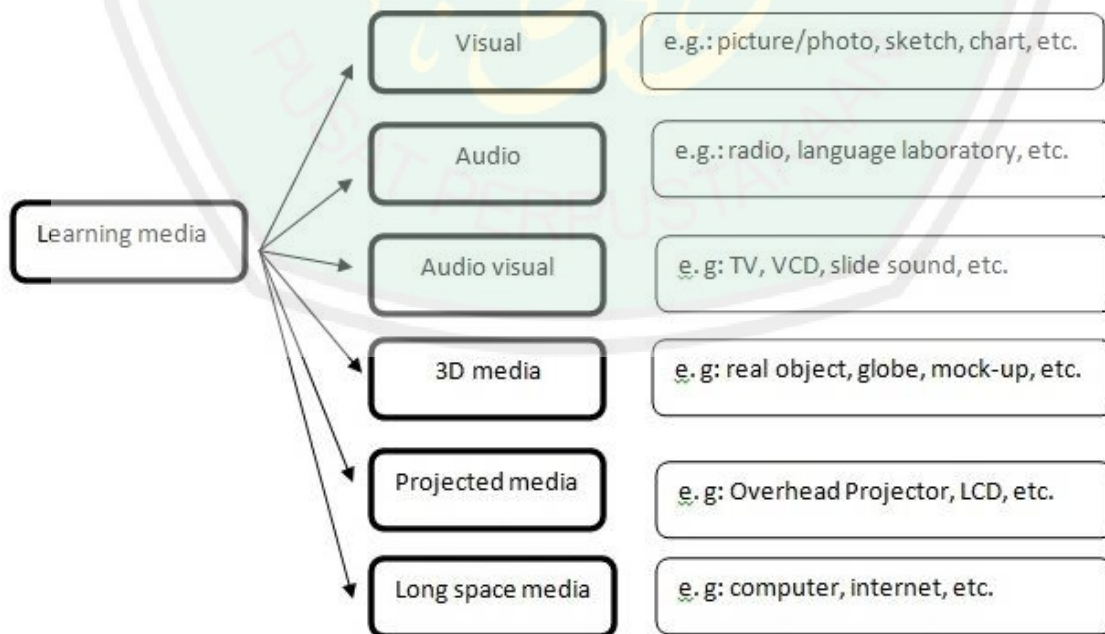 Visual
e.g.: picture/photo, sketch, chart, etc.
Audio
e.g.: radio, language laboratory, etc.
Learning media
Audio visual
e. g: TV, VCD, slide sound, etc.
3D media
e. g: real object, globe, mock-up, etc.
Projected media
e. g: Overhead Projector, LCD, etc.
Long space media
e. g: computer, internet, etc.
PUSAT PERPUSTAKAAN